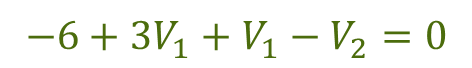 −6 + 3V₁ + V₁ − V₂ = 0